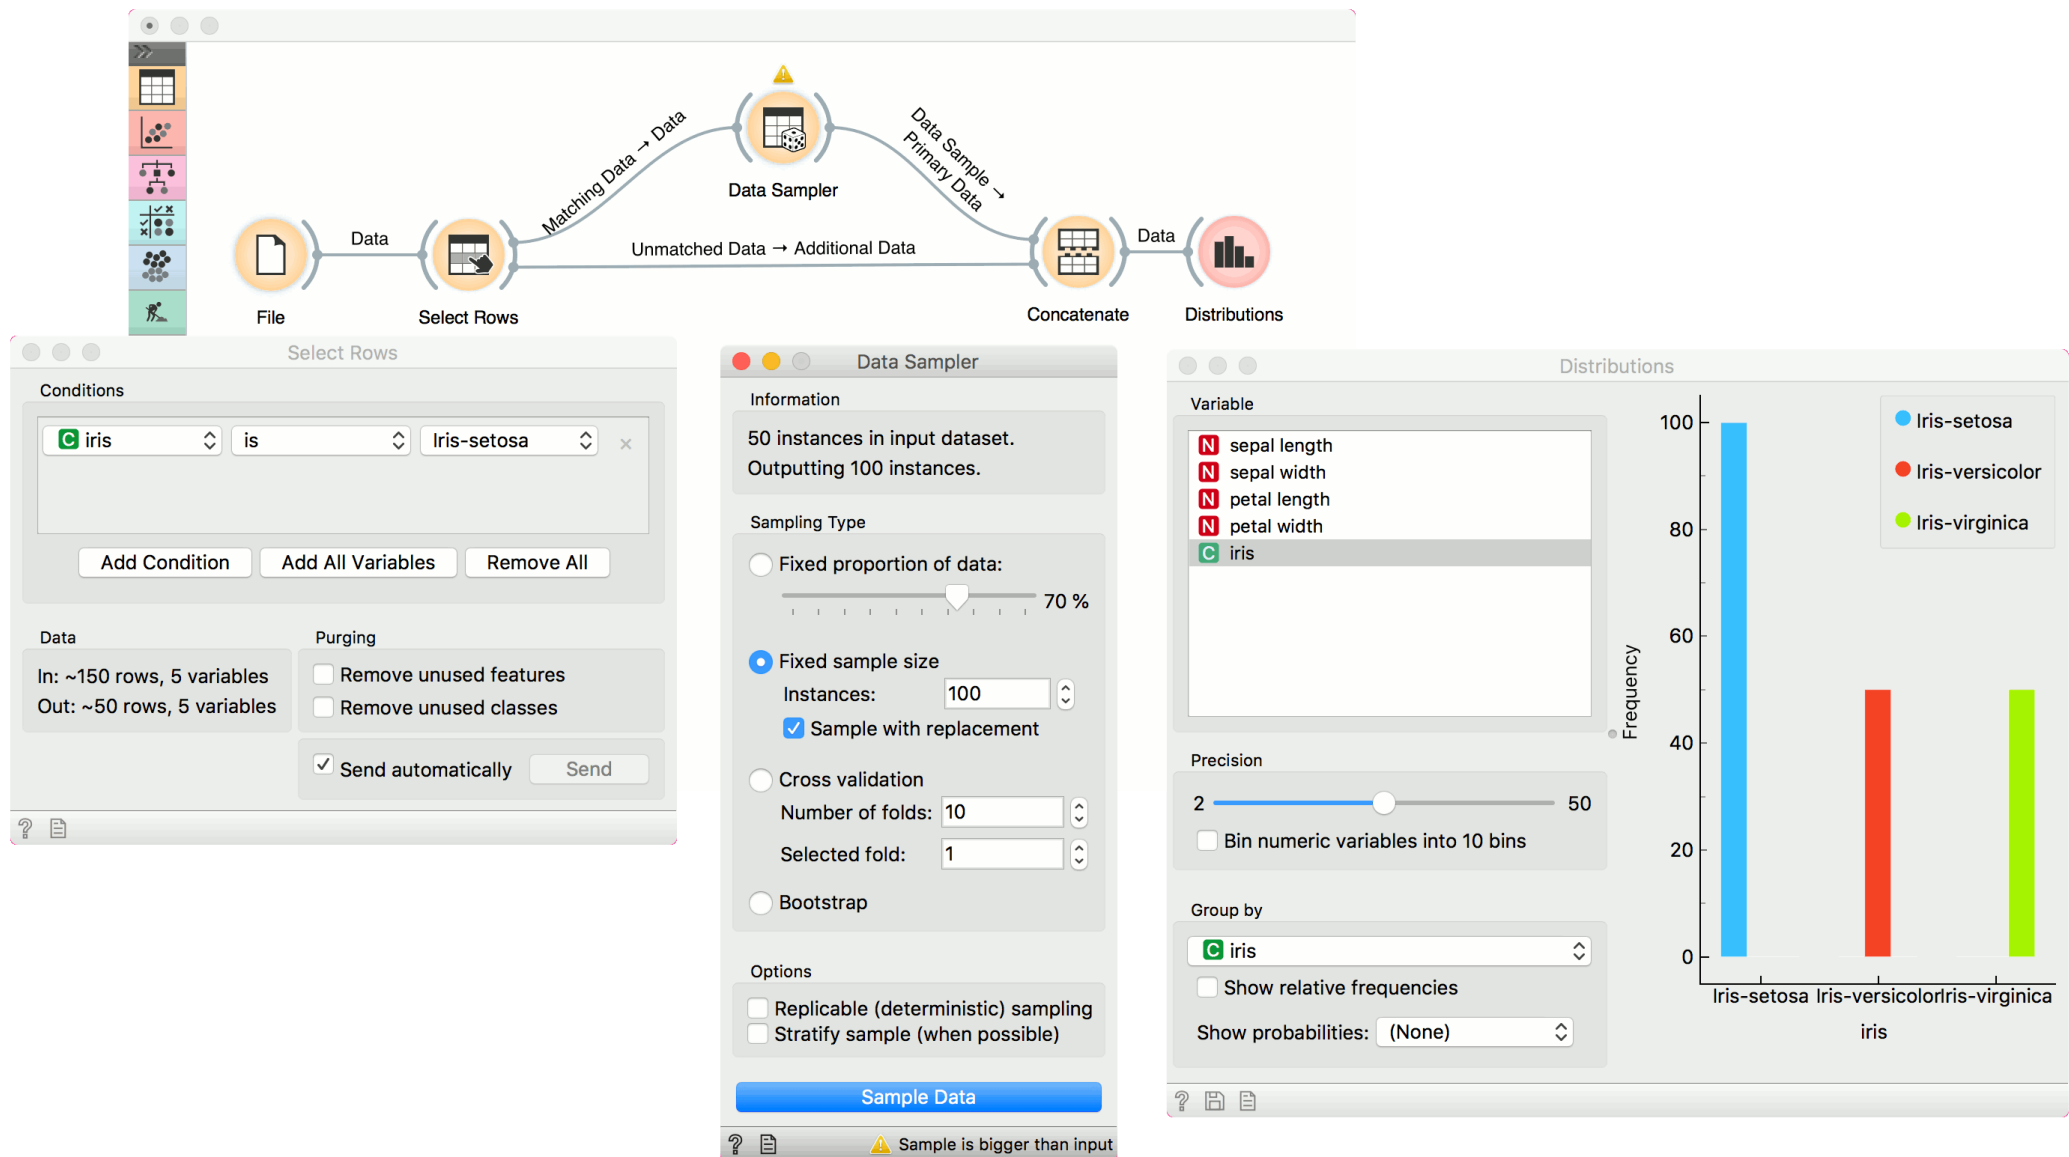 Matching Data → Data
Data Sampler
Data Sample →
Primary Data
Data
Unmatched Data → Additional Data
Data
File
Select Rows
Concatenate
Distributions
Select Rows
Conditions
C iris
is
Iris-setosa
Add Condition
Add All Variables
Remove All
Data
In: ~150 rows, 5 variables
Out: ~50 rows, 5 variables
Purging
Remove unused features
Remove unused classes
Send automatically
Send
?
Data Sampler
Information
50 instances in input dataset.
Outputting 100 instances.
Sampling Type
Fixed proportion of data:
70 %
Fixed sample size
Instances: 100
Sample with replacement
Cross validation
Number of folds: 10
Selected fold: 1
Bootstrap
Options
Replicable (deterministic) sampling
Stratify sample (when possible)
Sample Data
? Sample is bigger than input
Distributions
Variable
N sepal length
N sepal width
N petal length
N petal width
C iris
Precision
2 50
Bin numeric variables into 10 bins
Group by
C iris
Show relative frequencies
Show probabilities: (None)
?
Frequency
100
80
60
40
20
0
Iris-setosa
Iris-versicolor
Iris-virginica
Iris-setosa Iris-versicolor Iris-virginica
iris